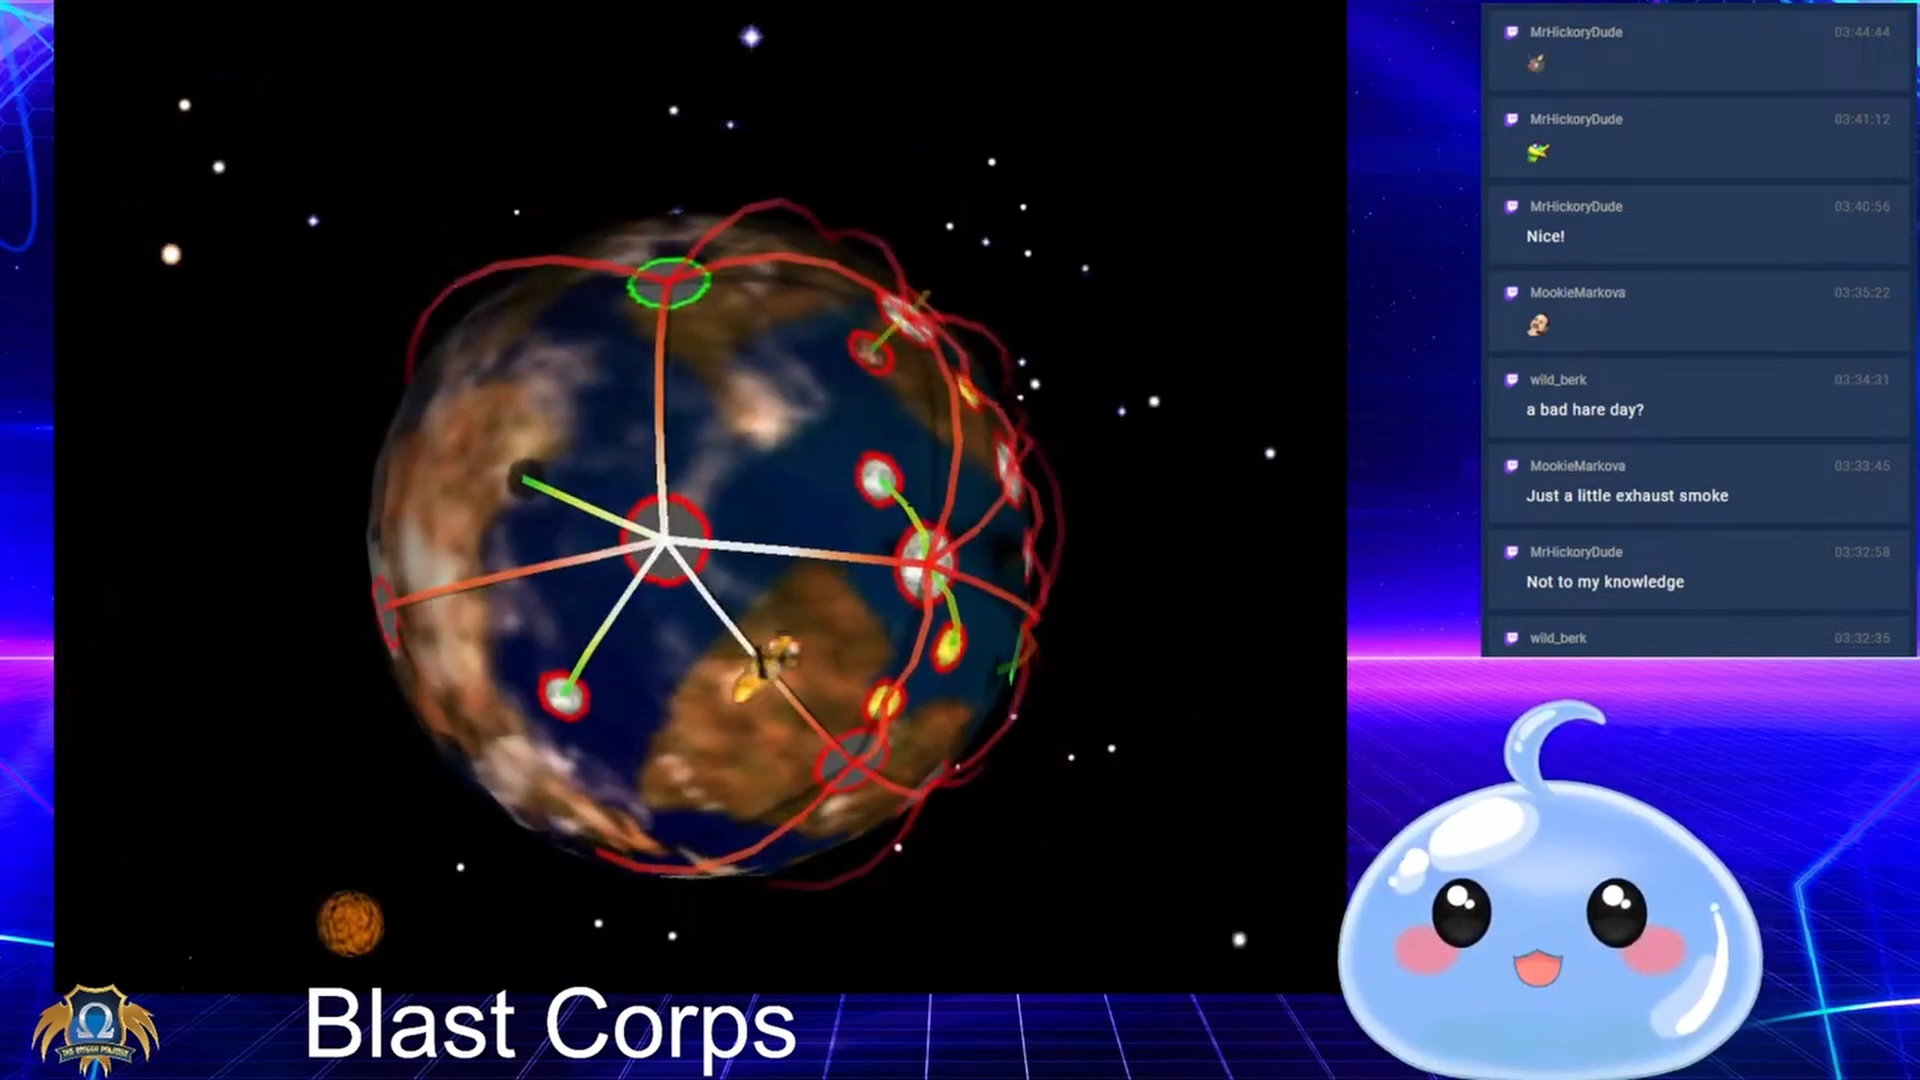 MrHickoryDude 03:44:44
MrHickoryDude 03:41:12
MrHickoryDude 03:40:56
Nice!
MookieMarkova 03:35:22
wild_berk 03:34:31
a bad hare day?
MookieMarkova 03:33:45
Just a little exhaust smoke
MrHickoryDude 03:32:58
Not to my knowledge
wild_berk 03:32:35
Blast Corps